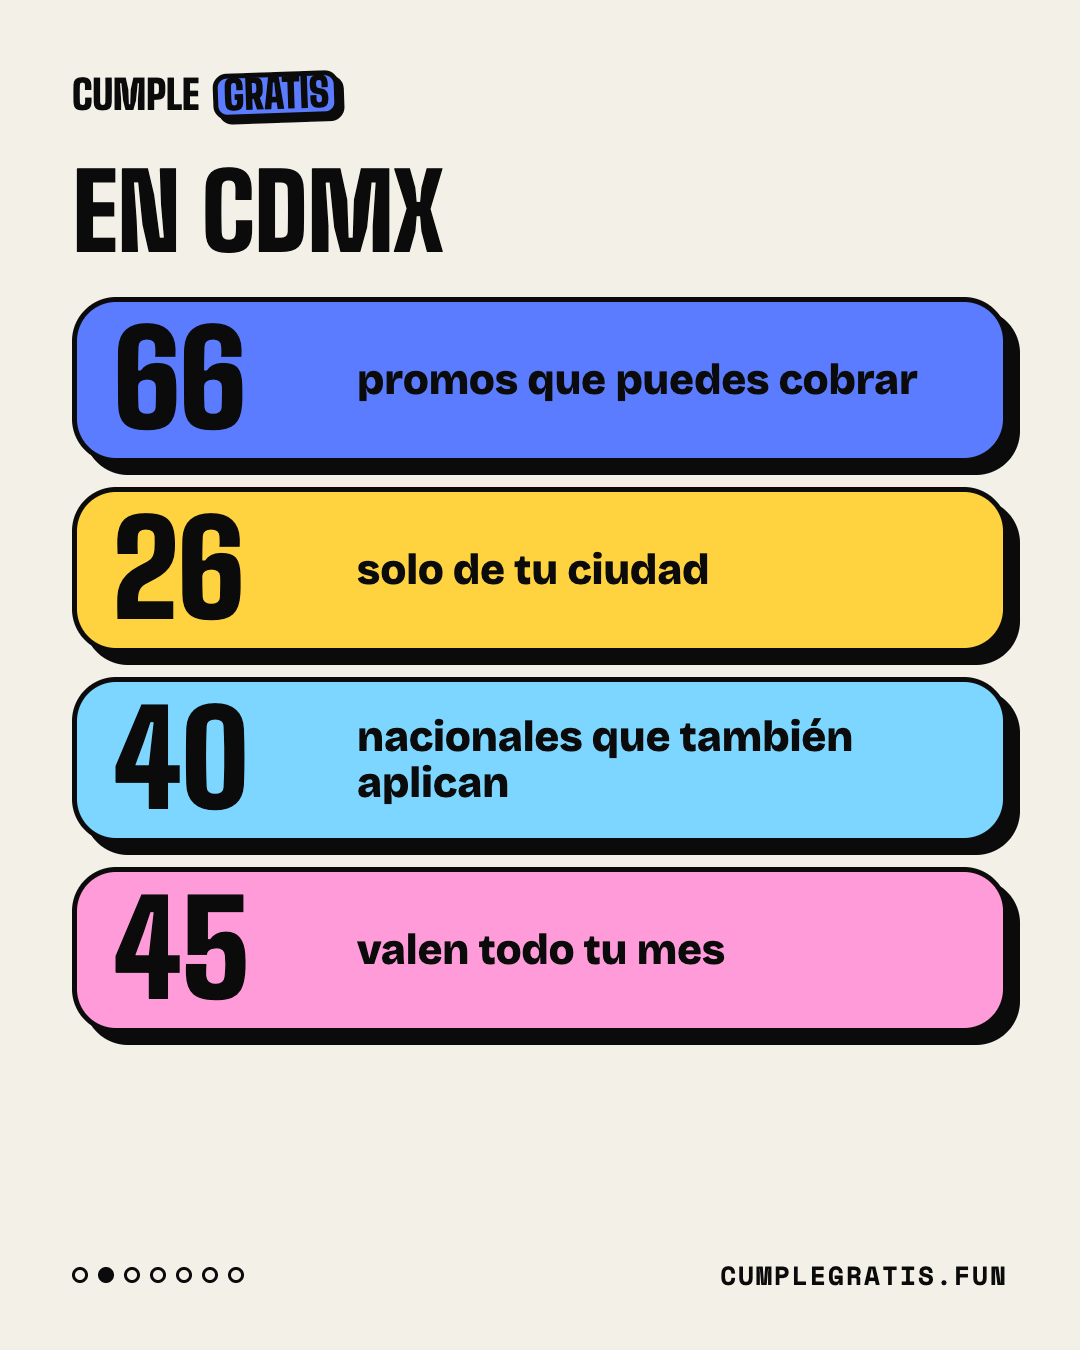 CUMPLE GRATIS
EN CDMX
66 promos que puedes cobrar
26 solo de tu ciudad
40 nacionales que también
aplican
45 valen todo tu mes
CUMPLEGRATIS.FUN